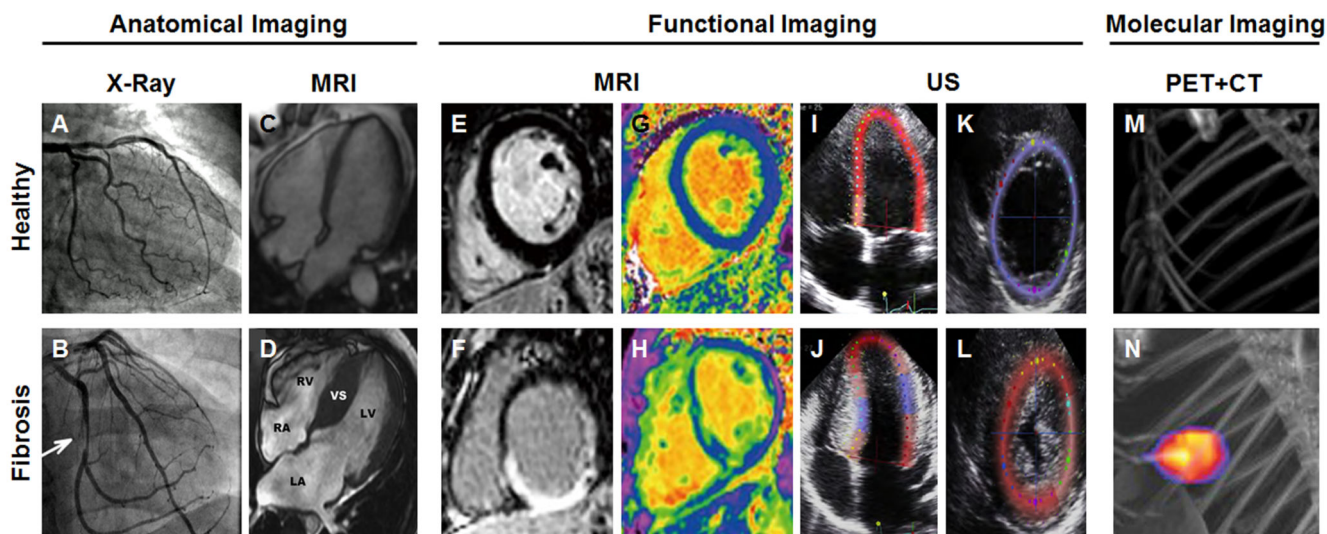 Anatomical Imaging Functional Imaging Molecular Imaging
X-Ray MRI MRI US PET+CT
Healthy
A C E G I K M
Fibrosis
B D F H J L N
RV
VS
LV
RA
LA